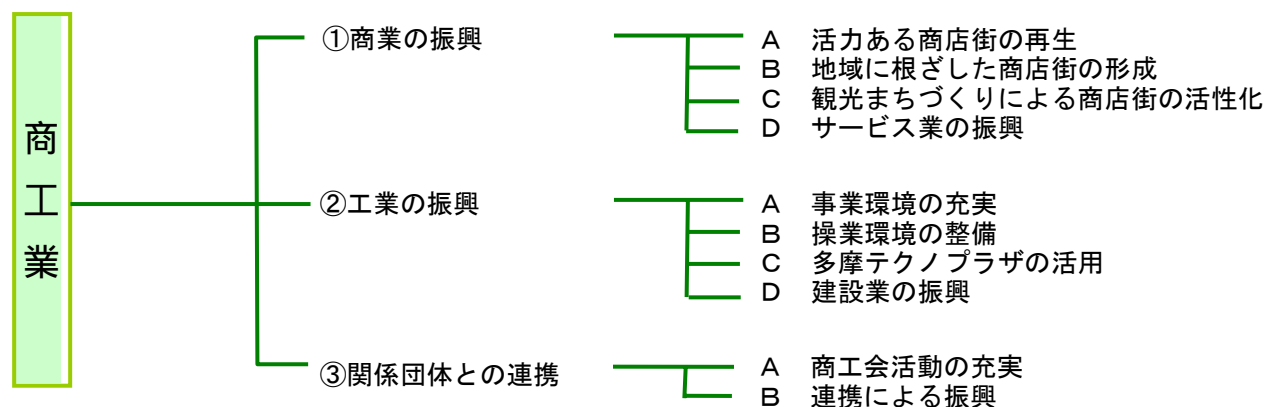 商工業
①商業の振興
A 活力ある商店街の再生
B 地域に根ざした商店街の形成
C 観光まちづくりによる商店街の活性化
D サービス業の振興
②工業の振興
A 事業環境の充実
B 操業環境の整備
C 多摩テクノプラザの活用
D 建設業の振興
③関係団体との連携
A 商工会活動の充実
B 連携による振興